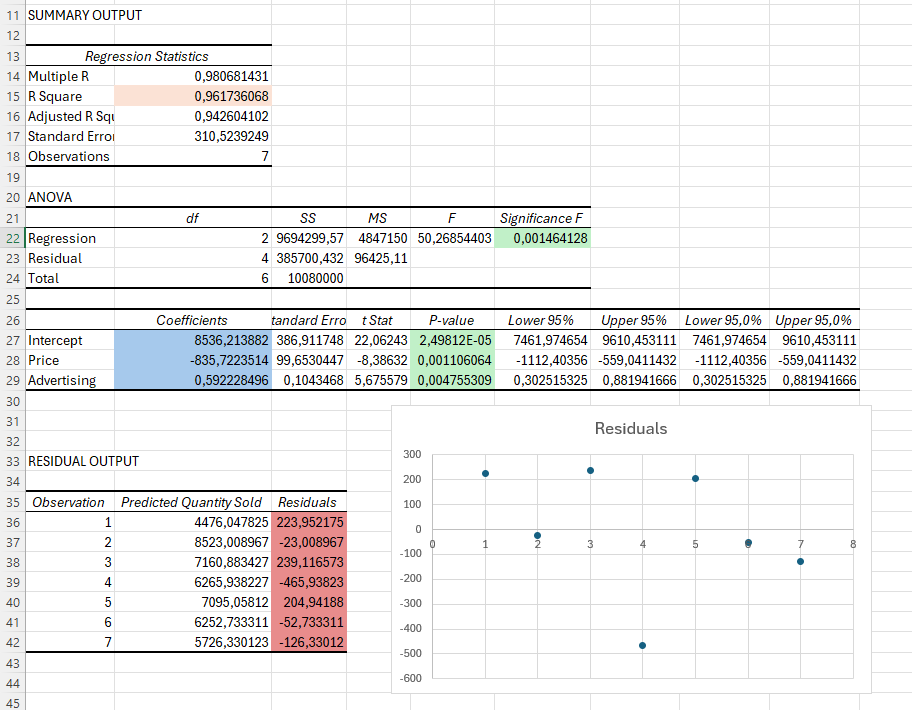 11 SUMMARY OUTPUT
12
13 Regression Statistics
14 Multiple R 0,980681431
15 R Square 0,961736068
16 Adjusted R Squ 0,942604102
17 Standard Error 310,5239249
18 Observations 7
19
20 ANOVA
21 df SS MS F Significance F
22 Regression 2 9694299,57 4847150 50,26854403 0,001464128
23 Residual 4 385700,432 96425,11
24 Total 6 10080000
25
26 Coefficients tandard Erro t Stat P-value Lower 95% Upper 95% Lower 95,0% Upper 95,0%
27 Intercept 8536,213882 386,911748 22,06243 2,49812E-05 7461,974654 9610,453111 7461,974654 9610,453111
28 Price -835,7223514 99,6530447 -8,38632 0,001106064 -1112,40356 -559,0411432 -1112,40356 -559,0411432
29 Advertising 0,592228496 0,1043468 5,675579 0,004755309 0,302515325 0,881941666 0,302515325 0,881941666
30
31
32
33 RESIDUAL OUTPUT
34
35 Observation Predicted Quantity Sold Residuals
36 1 4476,047825 223,952175
37 2 8523,008967 -23,008967
38 3 7160,883427 239,116573
39 4 6265,938227 -465,93823
40 5 7095,05812 204,94188
41 6 6252,733311 -52,733311
42 7 5726,330123 -126,33012
43
44
45
Residuals
300
200
100
0
-100
-200
-300
-400
-500
-600
0 1 2 3 4 5 6 7 8